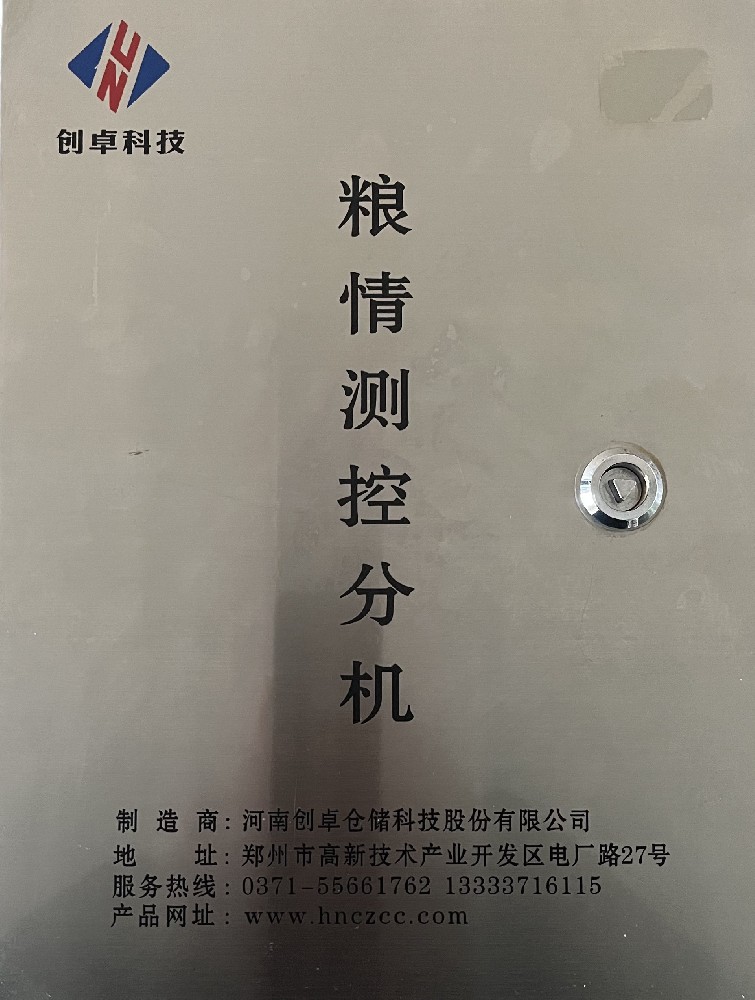 创卓科技
粮情测控分机
制造商：河南创卓仓储科技股份有限公司
地址：郑州市高新技术产业开发区电厂路27号
服务热线：0371-55661762 13333716115
产品网址：www.hnczcc.com